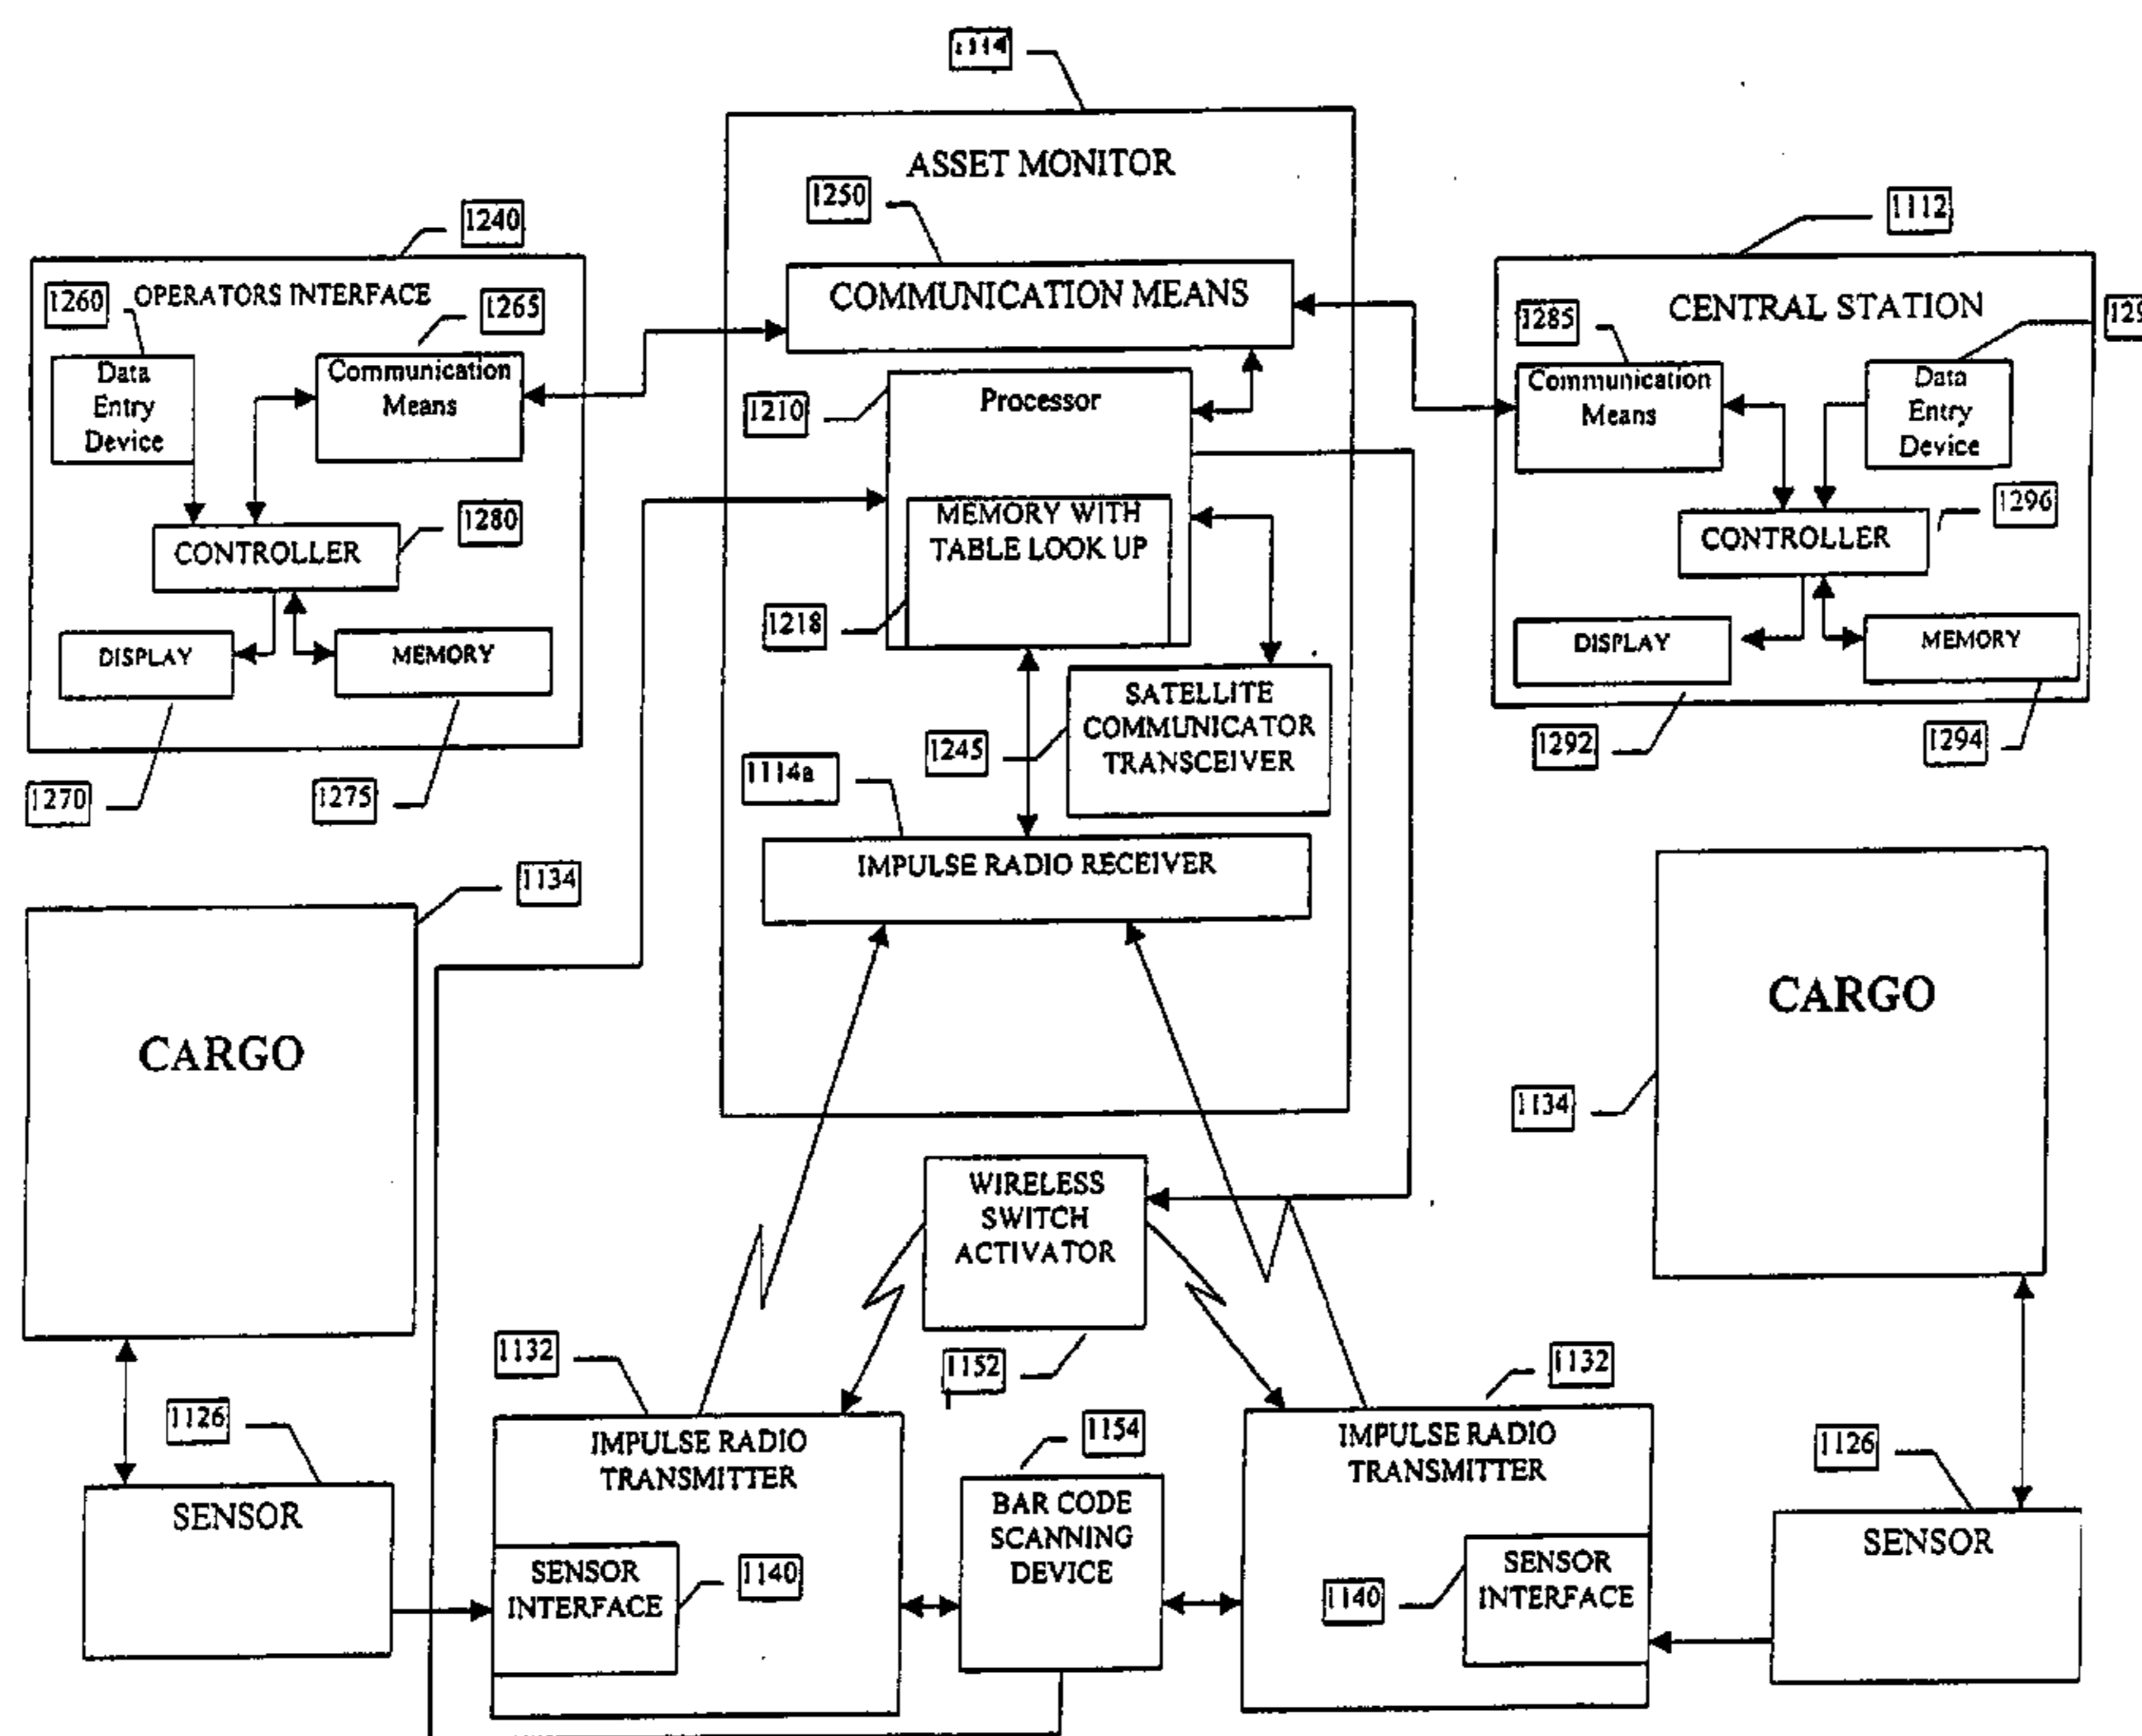 1114
ASSET MONITOR
1250
COMMUNICATION MEANS
1210
Processor
MEMORY WITH
TABLE LOOK UP
1218
SATELLITE
COMMUNICATOR
TRANSCEIVER
1245
1114a
IMPULSE RADIO RECEIVER
1240
OPERATORS INTERFACE
1260
1265
Data
Entry
Device
Communication
Means
1280
CONTROLLER
DISPLAY
MEMORY
1270
1275
1112
CENTRAL STATION
1285
129
Communication
Means
Data
Entry
Device
1296
CONTROLLER
DISPLAY
MEMORY
1292
1294
1134
CARGO
1134
CARGO
WIRELESS
SWITCH
ACTIVATOR
1152
1132
IMPULSE RADIO
TRANSMITTER
SENSOR
INTERFACE
1140
1126
SENSOR
1154
BAR CODE
SCANNING
DEVICE
1132
IMPULSE RADIO
TRANSMITTER
1140
SENSOR
INTERFACE
1126
SENSOR